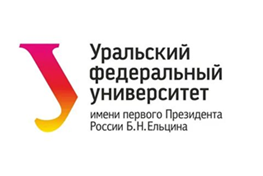 Уральский
федеральный
университет
имени первого Президента
России Б.Н.Ельцина